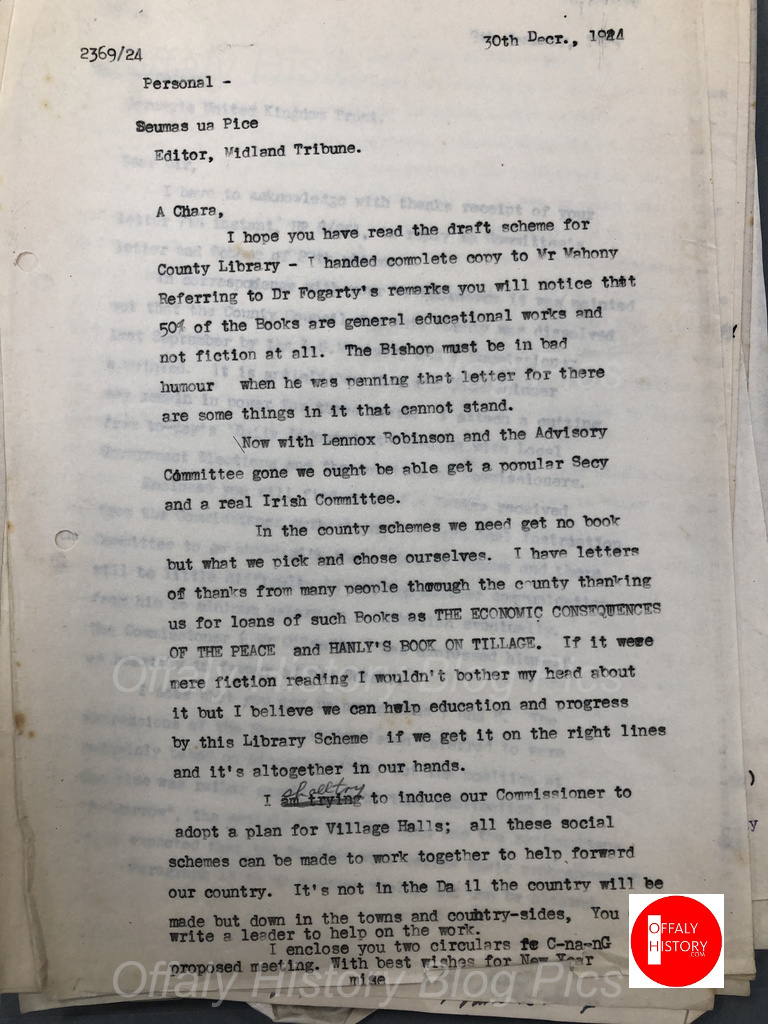 30th Decr., 1924
2369/24
Personal -
Seumas ua Pice
Editor, Midland Tribune.
A Chara,
I hope you have read the draft scheme for
County Library - I handed complete copy to Mr Mahony
Referring to Dr Fogarty's remarks you will notice that
50% of the Books are general educational works and
not fiction at all. The Bishop must be in bad
humour when he was penning that letter for there
are some things in it that cannot stand.
Now with Lennox Robinson and the Advisory
Committee gone we ought be able get a popular Secy
and a real Irish Committee.
In the county schemes we need get no book
but what we pick and chose ourselves. I have letters
of thanks from many people through the county thanking
us for loans of such Books as THE ECONOMIC CONSEQUENCES
OF THE PEACE and HANLY'S BOOK ON TILLAGE. If it were
mere fiction reading I wouldn't bother my head about
it but I believe we can help education and progress
by this Library Scheme if we get it on the right lines
and it's altogether in our hands.
shall try
I am trying to induce our Commissioner to
adopt a plan for Village Halls; all these social
schemes can be made to work together to help forward
our country. It's not in the Da il the country will be
made but down in the towns and country-sides, You
write a leader to help on the work.
I enclose you two circulars re C-na-nG
proposed meeting. With best wishes for New Year
mise
OFFALY
HISTORY
.COM
Offaly History Blog Pics
Offaly History Blog Pics